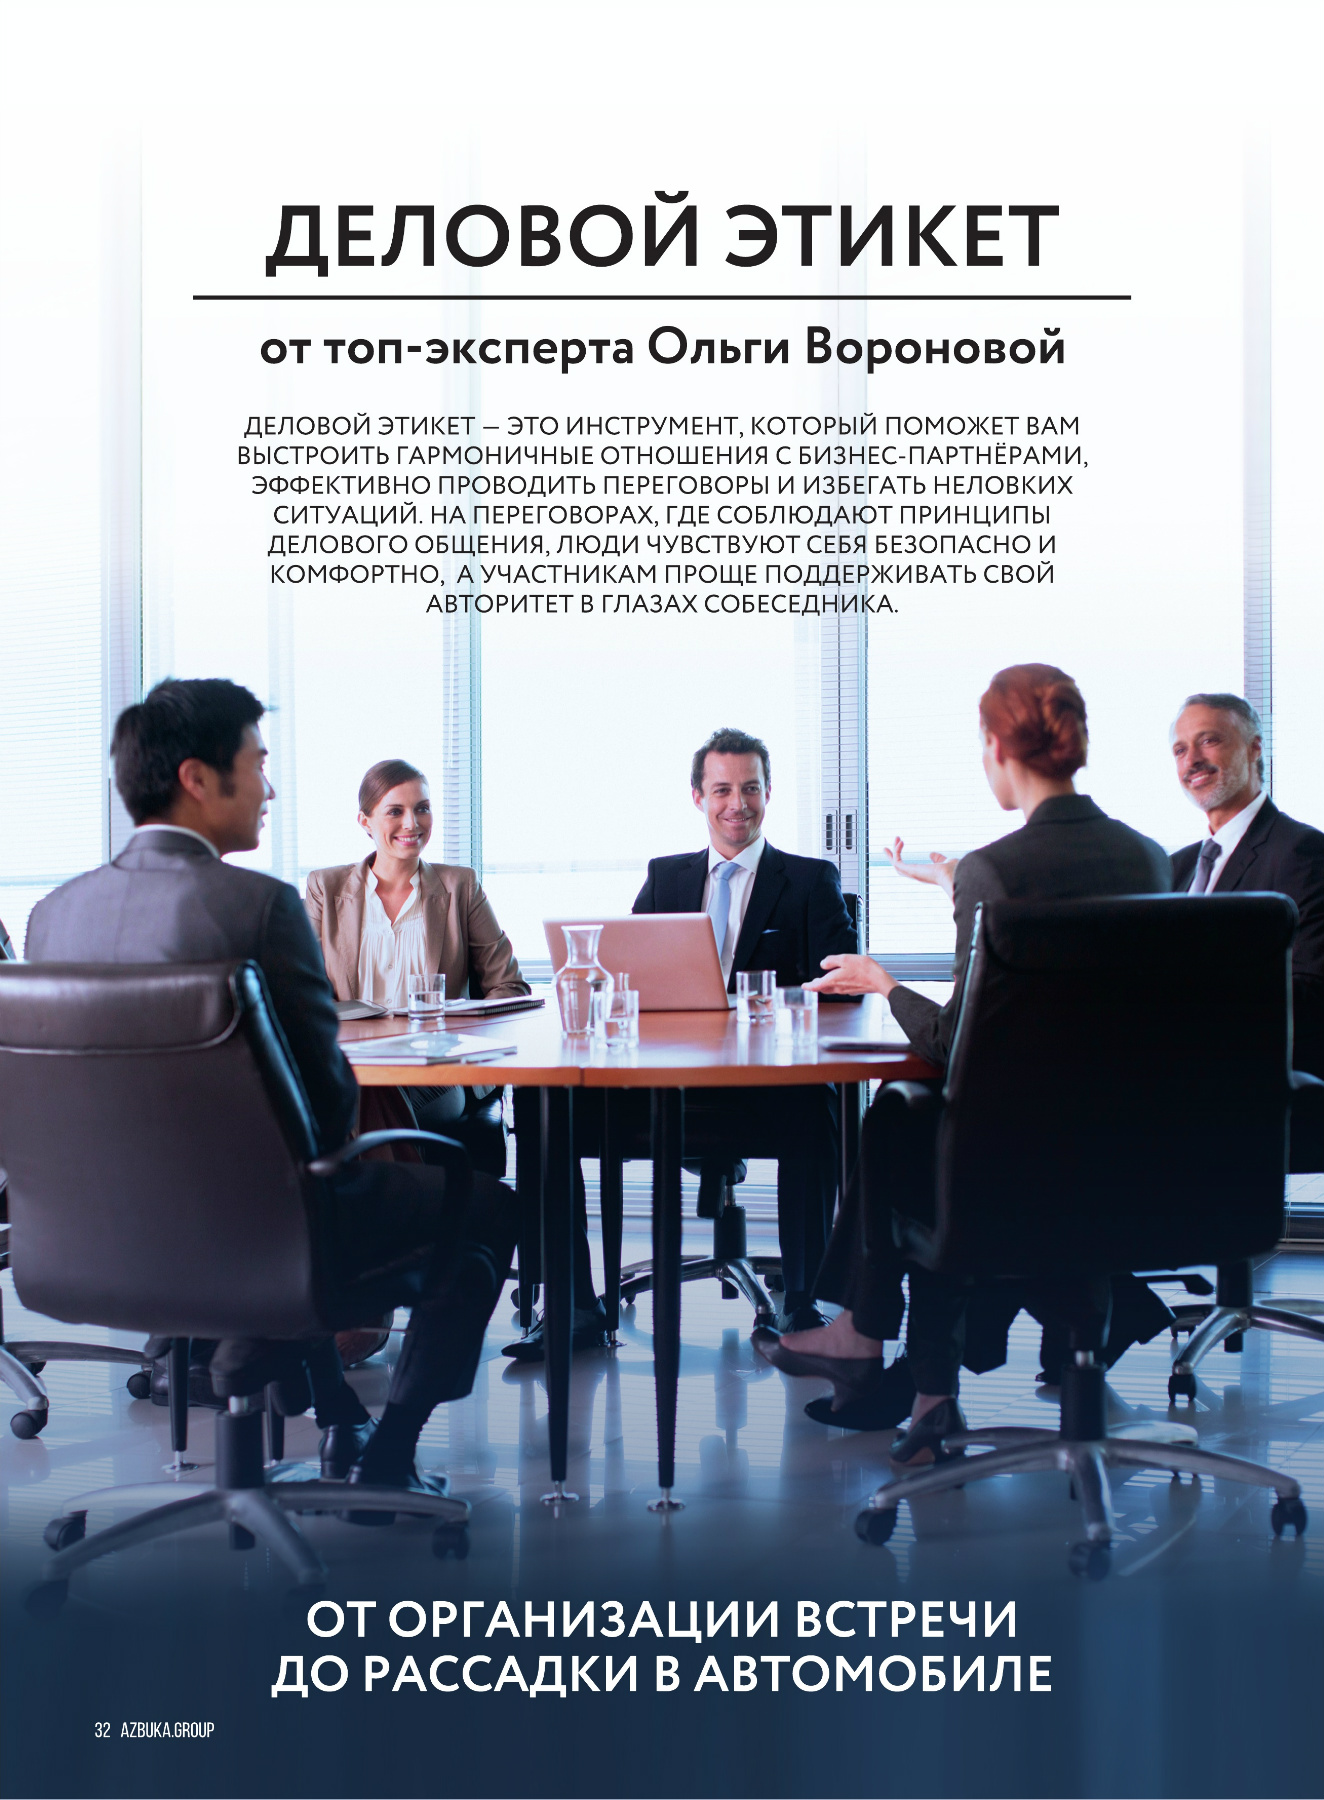 ДЕЛОВОЙ ЭТИКЕТ
от топ-эксперта Ольги Вороновой
ДЕЛОВОЙ ЭТИКЕТ — ЭТО ИНСТРУМЕНТ, КОТОРЫЙ ПОМОЖЕТ ВАМ
ВЫСТРОИТЬ ГАРМОНИЧНЫЕ ОТНОШЕНИЯ С БИЗНЕС-ПАРТНЁРАМИ,
ЭФФЕКТИВНО ПРОВОДИТЬ ПЕРЕГОВОРЫ И ИЗБЕГАТЬ НЕЛОВКИХ
СИТУАЦИЙ. НА ПЕРЕГОВОРАХ, ГДЕ СОБЛЮДАЮТ ПРИНЦИПЫ
ДЕЛОВОГО ОБЩЕНИЯ, ЛЮДИ ЧУВСТВУЮТ СЕБЯ БЕЗОПАСНО И
КОМФОРТНО, А УЧАСТНИКАМ ПРОЩЕ ПОДДЕРЖИВАТЬ СВОЙ
АВТОРИТЕТ В ГЛАЗАХ СОБЕСЕДНИКА.
ОТ ОРГАНИЗАЦИИ ВСТРЕЧИ
ДО РАССАДКИ В АВТОМОБИЛЕ
32 AZBUKA.GROUP